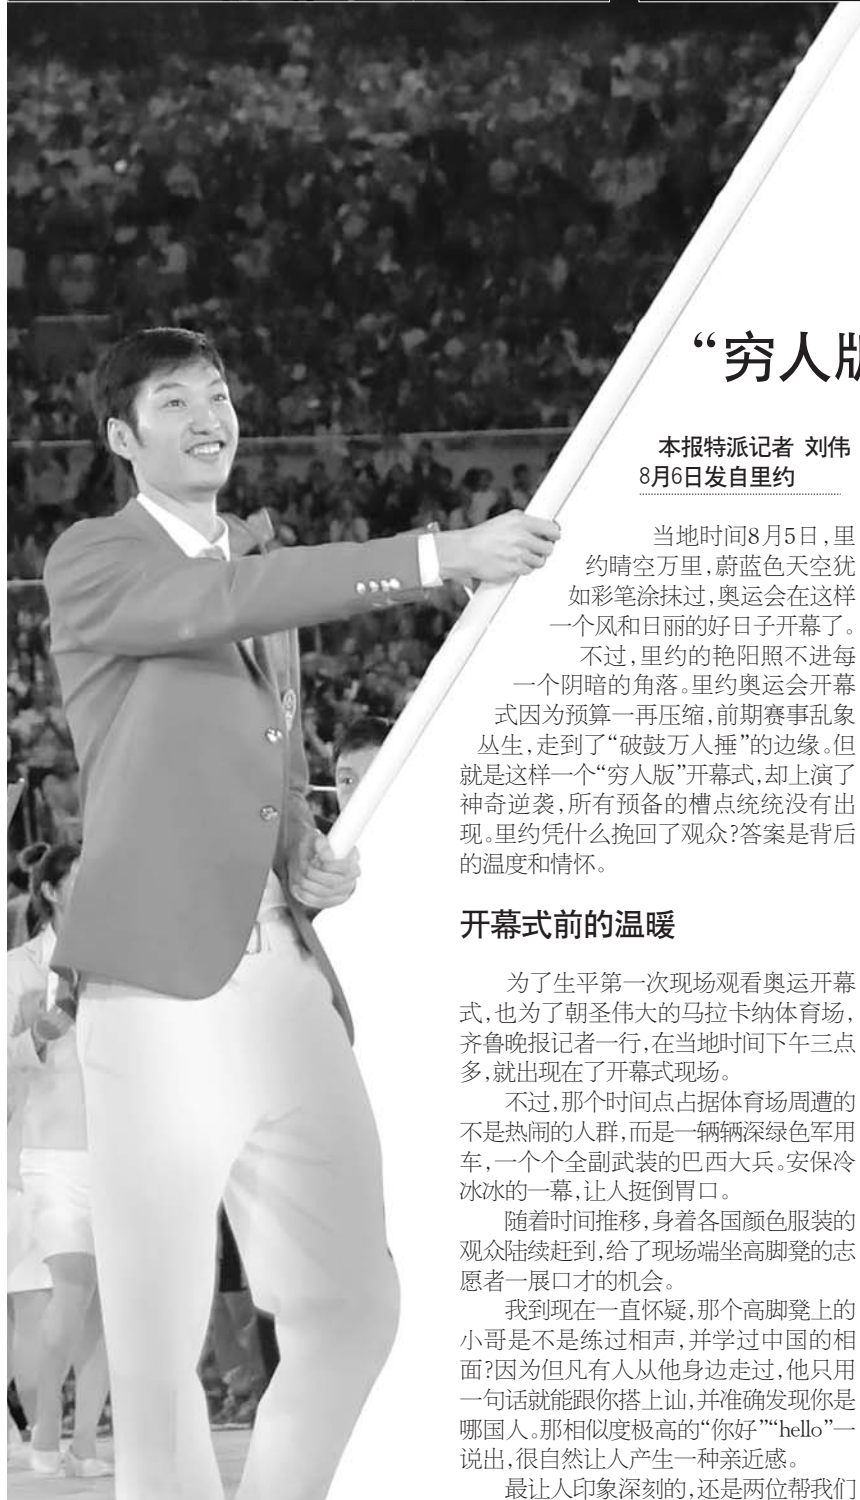 “穷人版
本报特派记者 刘伟
8月6日发自里约
当地时间8月5日，里
约晴空万里，蔚蓝色天空犹
如彩笔涂抹过，奥运会在这样
一个风和日丽的好日子开幕了。
不过，里约的艳阳照不进每
一个阴暗的角落。里约奥运会开幕
式因为预算一再压缩，前期赛事乱象
丛生，走到了“破鼓万人捶”的边缘。但
就是这样一个“穷人版”开幕式，却上演了
神奇逆袭，所有预备的槽点统统没有出
现。里约凭什么挽回了观众？答案是背后
的温度和情怀。
开幕式前的温暖
为了生平第一次现场观看奥运开幕
式，也为了朝圣伟大的马拉卡纳体育场，
齐鲁晚报记者一行，在当地时间下午三点
多，就出现在了开幕式现场。
不过，那个时间点占据体育场周遭的
不是热闹的人群，而是一辆辆深绿色军用
车，一个个全副武装的巴西大兵。安保冷
冰冰的一幕，让人挺倒胃口。
随着时间推移，身着各国颜色服装的
观众陆续赶到，给了现场端坐高脚凳的志
愿者一展口才的机会。
我到现在一直怀疑，那个高脚凳上的
小哥是不是练过相声，并学过中国的相
面？因为但凡有人从他身边走过，他只用
一句话就能跟你搭上讪，并准确发现你是
哪国人。那相似度极高的“你好”“hello”一
说出，很自然让人产生一种亲近感。
最让人印象深刻的，还是两位帮我们